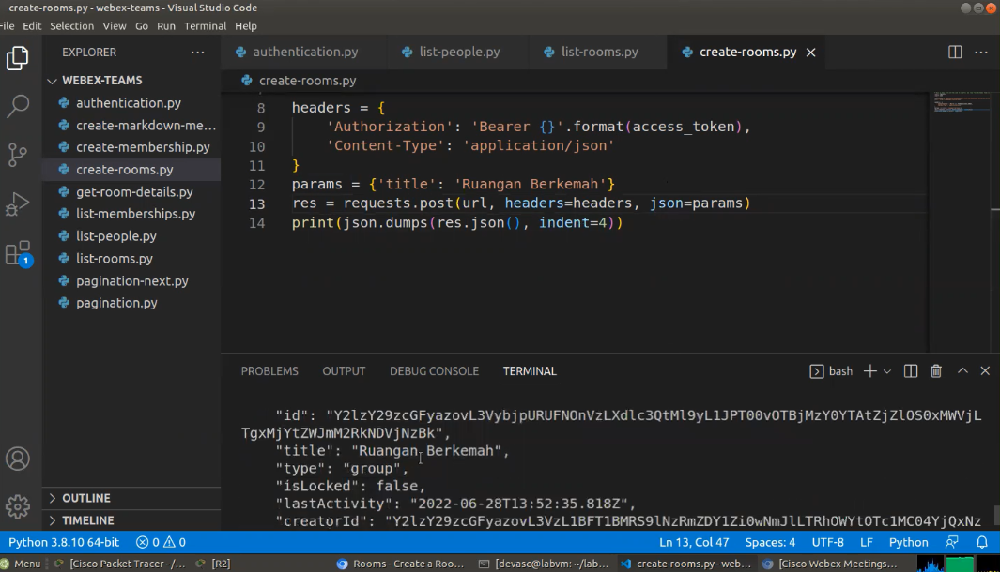 create-rooms.py - webex-teams - Visual Studio Code
File Edit Selection View Go Run Terminal Help
EXPLORER
authentication.py
list-people.py
list-rooms.py
create-rooms.py
WEBEX-TEAMS
authentication.py
create-markdown-me...
create-membership.py
create-rooms.py
get-room-details.py
list-memberships.py
list-people.py
list-rooms.py
pagination-next.py
pagination.py
OUTLINE
TIMELINE
1
create-rooms.py
8 headers = {
9 'Authorization': 'Bearer {}'.format(access_token),
10 'Content-Type': 'application/json'
11 }
12 params = {'title': 'Ruangan Berkemah'}
13 res = requests.post(url, headers=headers, json=params)
14 print(json.dumps(res.json(), indent=4))
PROBLEMS OUTPUT DEBUG CONSOLE TERMINAL
bash
"id": "Y2lzY29zcGFyazovL3VybjpURUFNOnVzLXdlc3QtMl9yL1JPT00vOTBjMzY0YTAtZjZlOS0xMWVjL
TgxMjYtZWJmM2RkNDVjNzBk",
"title": "Ruangan Berkemah",
"type": "group",
"isLocked": false,
"lastActivity": "2022-06-28T13:52:35.818Z",
"creatorId": "Y2lzY29zcGFyazovL3VzL1BFT1BMRS9lNzRmZDY1Zi0wNmJlLTRhOWYtOTc1MC04YjQxNz
Python 3.8.10 64-bit 0 0 Ln 13, Col 47 Spaces: 4 UTF-8 LF Python
Menu [Cisco Packet Tracer -/... [R2] Rooms - Create a Roo... [devasc@labvm: ~/lab... create-rooms.py - web... [Cisco Webex Meetings...